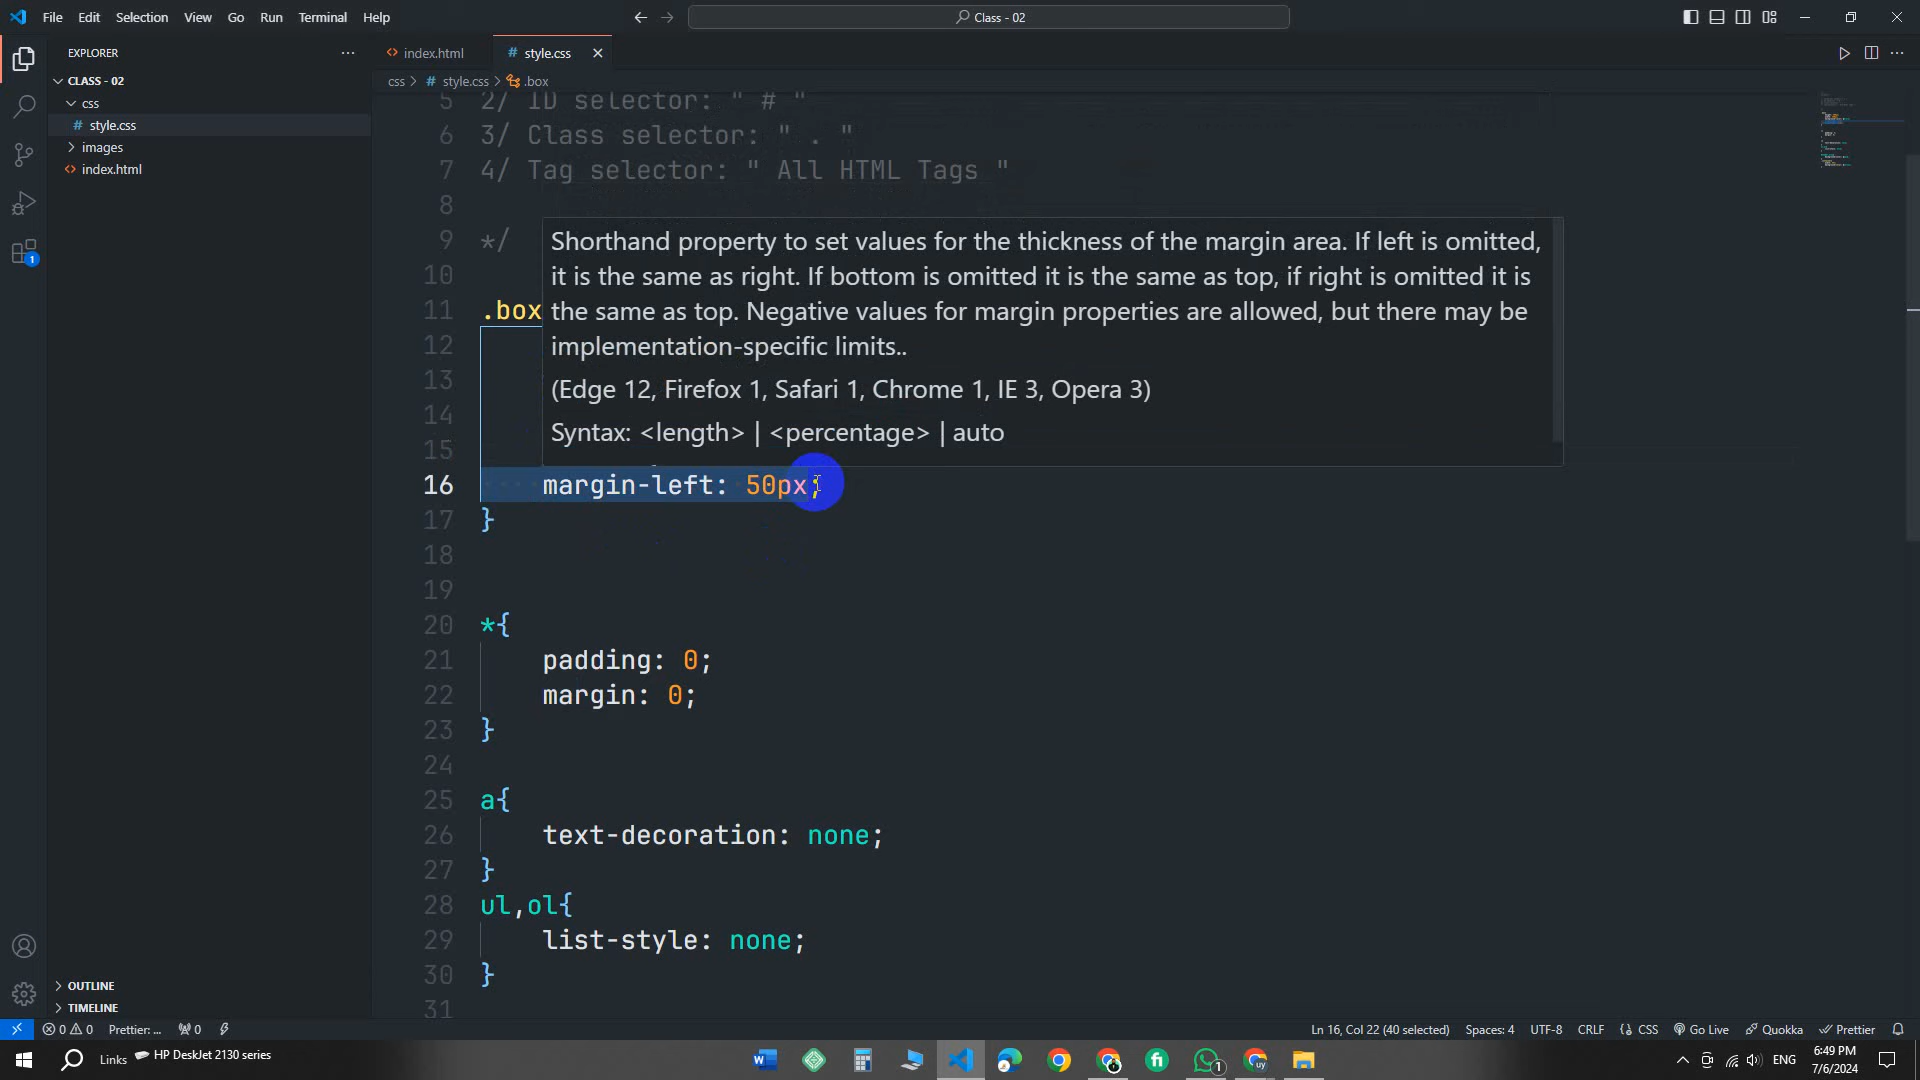 File Edit Selection View Go Run Terminal Help
Class - 02
EXPLORER
CLASS - 02
css
# style.css
images
<> index.html
OUTLINE
TIMELINE
<> index.html
# style.css
css > # style.css > .box
5 2/ ID selector: " # "
6 3/ Class selector: " . "
7 4/ Tag selector: " All HTML Tags "
8
9 */
10
11 .box
12
13
14
15
Shorthand property to set values for the thickness of the margin area. If left is omitted,
it is the same as right. If bottom is omitted it is the same as top, if right is omitted it is
the same as top. Negative values for margin properties are allowed, but there may be
implementation-specific limits..
(Edge 12, Firefox 1, Safari 1, Chrome 1, IE 3, Opera 3)
Syntax: <length> | <percentage> | auto
16 margin-left: 50px;
17 }
18
19
20 *{
21 padding: 0;
22 margin: 0;
23 }
24
25 a{
26 text-decoration: none;
27 }
28 ul,ol{
29 list-style: none;
30 }
31
0 0 Prettier: ... 0
Ln 16, Col 22 (40 selected) Spaces: 4 UTF-8 CRLF CSS Go Live Quokka Prettier
Links HP DeskJet 2130 series
ENG
6:49 PM
7/6/2024